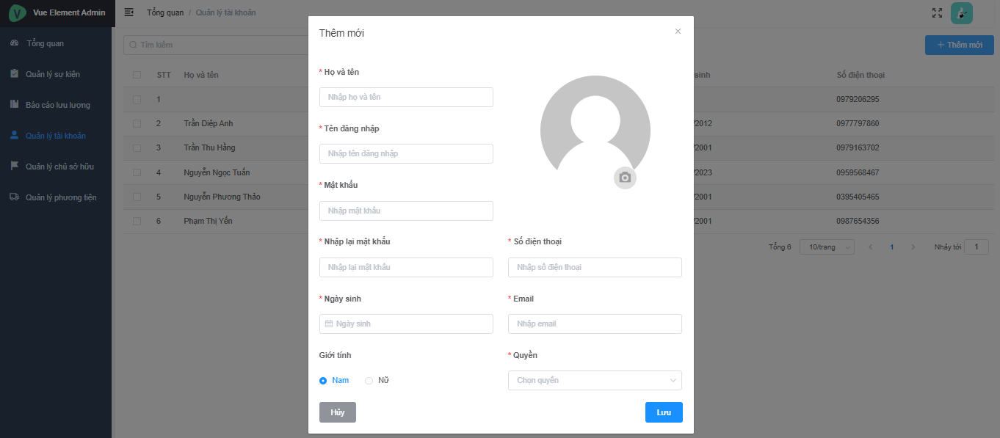 Vue Element Admin
Tổng quan / Quản lý tài khoản
Tổng quan
Quản lý sự kiện
Báo cáo lưu lượng
Quản lý tài khoản
Quản lý chủ sở hữu
Quản lý phương tiện
Tìm kiếm
+ Thêm mới
STT Họ và tên sinh Số điện thoại
1 0979206295
2 Trần Diệp Anh /2012 0977797860
3 Trần Thu Hằng /2001 0979163702
4 Nguyễn Ngọc Tuấn /2023 0959568467
5 Nguyễn Phương Thảo /2001 0395405465
6 Phạm Thị Yến /2001 0987654356
Tổng 6 10/trang 1 Nhảy tới 1
Thêm mới
* Họ và tên
Nhập họ và tên
* Tên đăng nhập
Nhập tên đăng nhập
* Mật khẩu
Nhập mật khẩu
* Nhập lại mật khẩu * Số điện thoại
Nhập lại mật khẩu Nhập số điện thoại
* Ngày sinh * Email
Ngày sinh Nhập email
Giới tính * Quyền
Nam Nữ Chọn quyền
Hủy Lưu